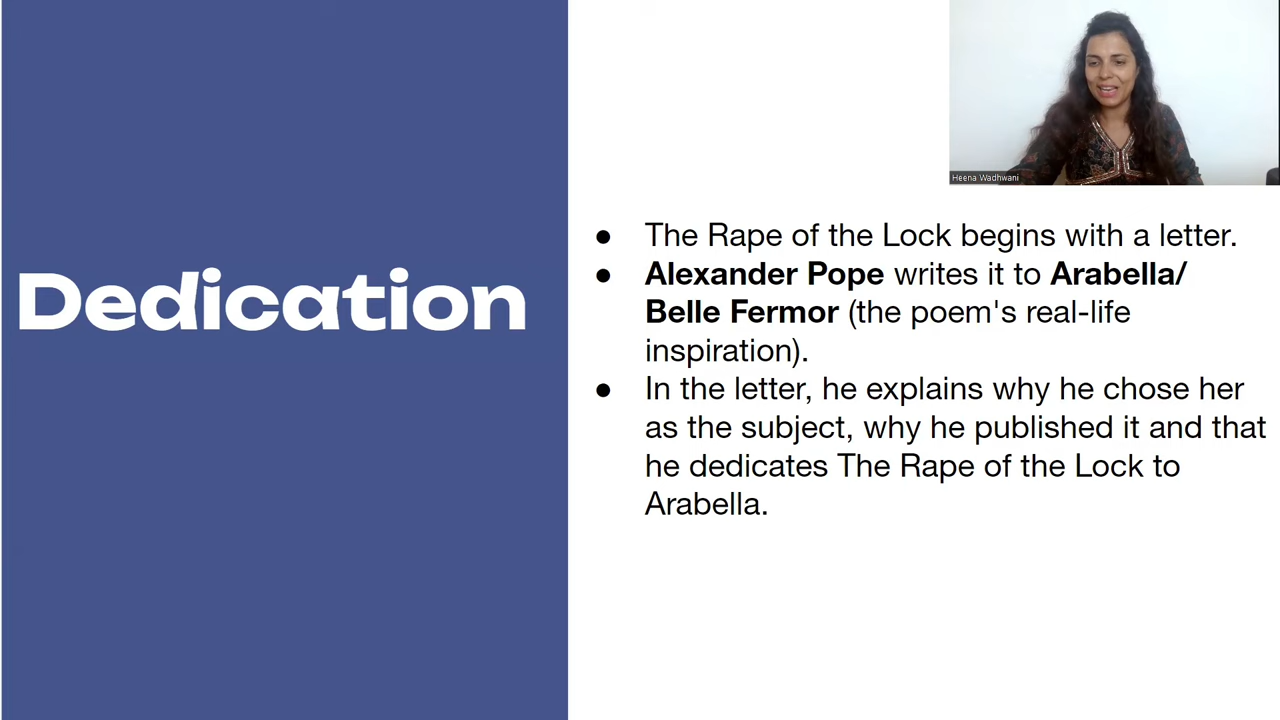 Heena Wadhwani
Dedication
● The Rape of the Lock begins with a letter.
● Alexander Pope writes it to Arabella/
Belle Fermor (the poem's real-life
inspiration).
● In the letter, he explains why he chose her
as the subject, why he published it and that
he dedicates The Rape of the Lock to
Arabella.